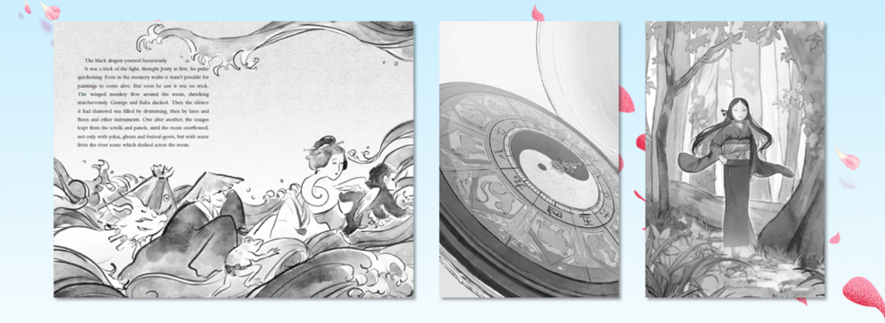 The black dragon yawned luxuriously.
It was a trick of the light, thought Jonty at first, his pulse
quickening. Even in the memory realm it wasn't possible for
paintings to come alive. But soon he saw it was no trick.
The winged monkey flew around the room, shrieking
mischievously. Gramps and Baba ducked. Then the silence
it had shattered was filled by drumming, then by lutes and
flutes and other instruments. One after another, the images
leapt from the scrolls and panels, until the room overflowed,
not only with yokai, ghosts and festival-goers, but with water
from the river scene which sloshed across the room.